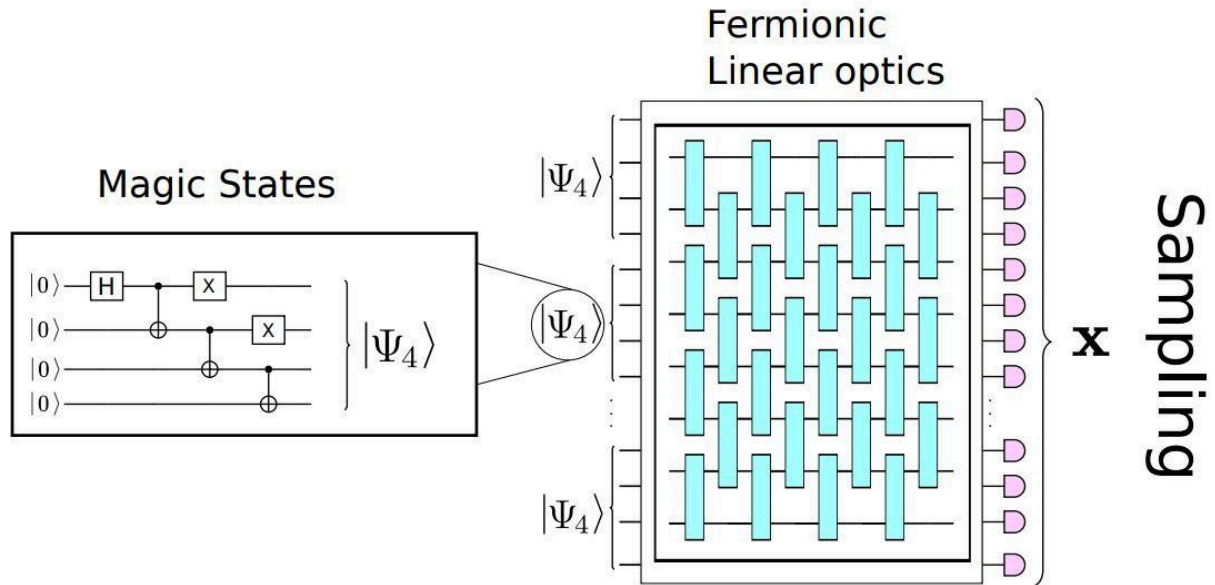 Fermionic
Linear optics
Magic States
|0⟩ H X
|0⟩ X
|0⟩
|0⟩
|Ψ₄⟩
|Ψ₄⟩
|Ψ₄⟩
|Ψ₄⟩
x
Sampling